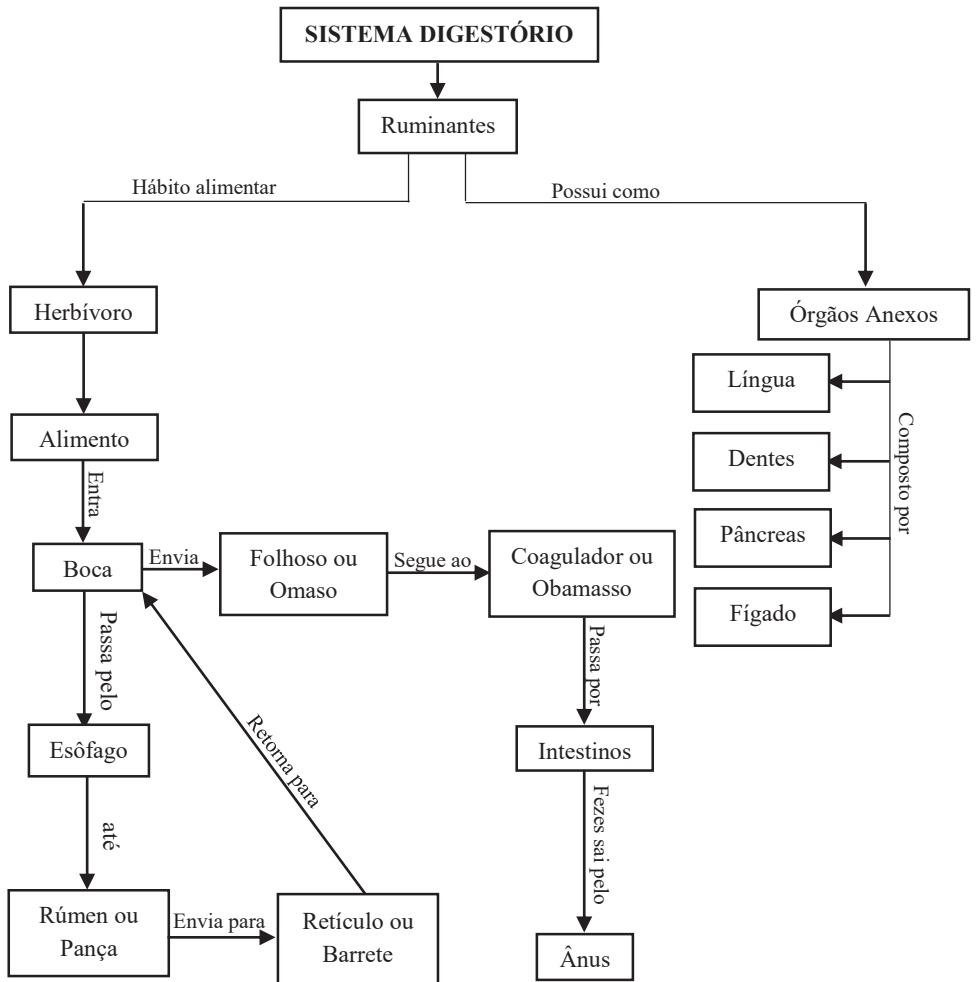 SISTEMA DIGESTÓRIO
Ruminantes
Hábito alimentar
Possui como
Herbívoro
Órgãos Anexos
Alimento
Entra
Língua
Dentes
Pâncreas
Fígado
Composto por
Boca
Envia
Folhoso ou
Omaso
Segue ao
Coagulador ou
Obamasso
Passa pelo
Retorna para
Passa por
Esôfago
Intestinos
até
Fezes sai pelo
Rúmen ou
Pança
Envia para
Retículo ou
Barrete
Ânus